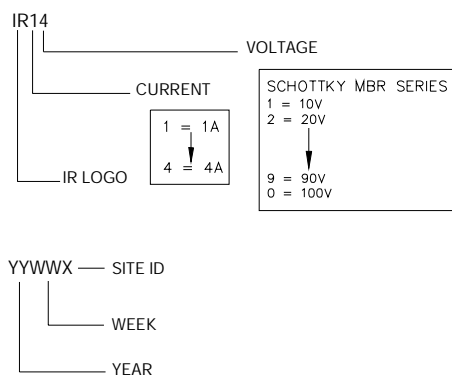 IR14
VOLTAGE
CURRENT
IR LOGO
1 = 1A
4 = 4A
SCHOTTKY MBR SERIES
1 = 10V
2 = 20V
9 = 90V
0 = 100V
YYWWX
SITE ID
WEEK
YEAR